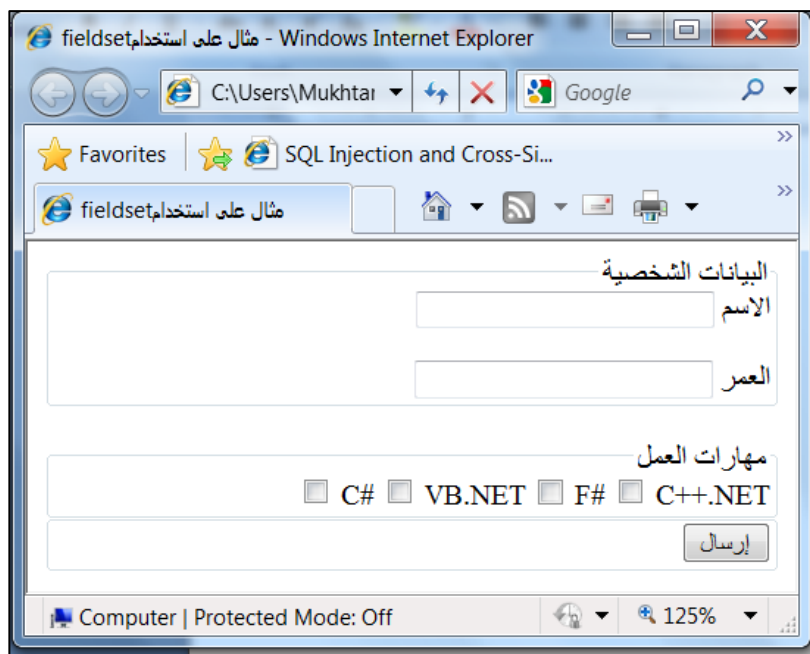 مثال على استخدامfieldset - Windows Internet Explorer
C:\Users\Mukhtar
Google
Favorites
SQL Injection and Cross-Si...
مثال على استخدامfieldset
البيانات الشخصية
الاسم
العمر
مهارات العمل
C# VB.NET F# C++.NET
إرسال
Computer | Protected Mode: Off
125%